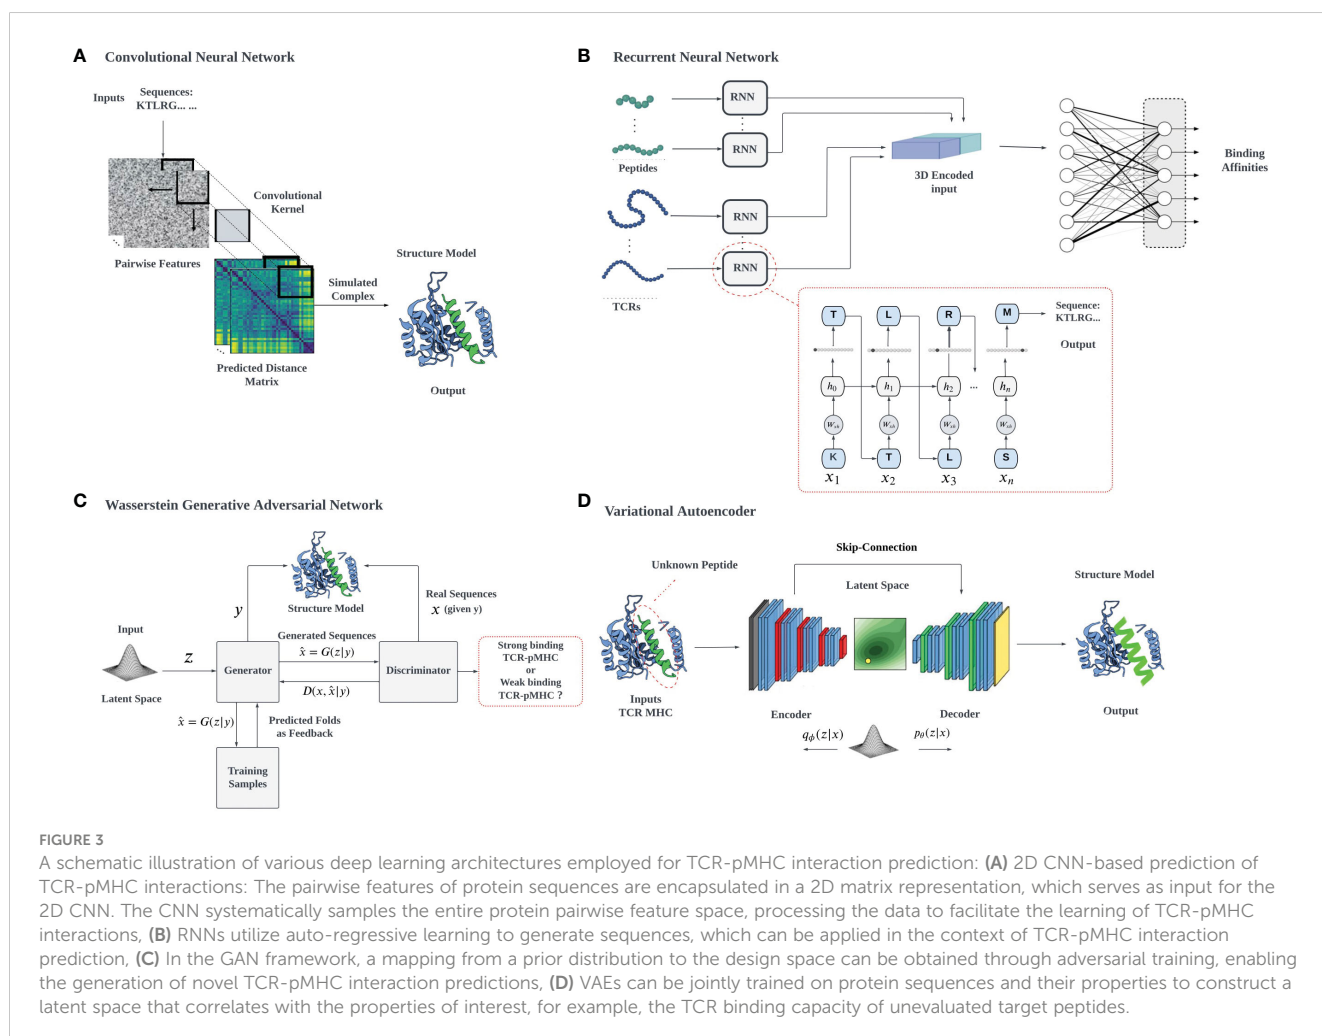 A Convolutional Neural Network
Inputs
Sequences:
KTLRG... ...
Convolutional
Kernel
Pairwise Features
Structure Model
Simulated
Complex
Predicted Distance
Matrix
Output
B Recurrent Neural Network
RNN
RNN
Peptides
3D Encoded
input
Binding
Affinities
RNN
RNN
TCRs
T L R M
Sequence:
KTLRG...
Output
h₀ h₁ h₂ ... hₙ
Wₓₕ Wₓₕ Wₓₕ Wₓₕ
K T L S
x₁ x₂ x₃ xₙ
C Wasserstein Generative Adversarial Network
Structure Model
y
Real Sequences
x (given y)
Input
z
Latent Space
Generator
Generated Sequences
x̂ = G(z|y)
D(x, x̂|y)
Discriminator
Strong binding
TCR-pMHC
or
Weak binding
TCR-pMHC ?
x̂ = G(z|y)
Predicted Folds
as Feedback
Training
Samples
D Variational Autoencoder
Skip-Connection
Unknown Peptide
Latent Space
Structure Model
Inputs
TCR MHC
Encoder
Decoder
Output
qϕ(z|x)
pθ(z|x)
FIGURE 3
A schematic illustration of various deep learning architectures employed for TCR-pMHC interaction prediction: (A) 2D CNN-based prediction of
TCR-pMHC interactions: The pairwise features of protein sequences are encapsulated in a 2D matrix representation, which serves as input for the
2D CNN. The CNN systematically samples the entire protein pairwise feature space, processing the data to facilitate the learning of TCR-pMHC
interactions, (B) RNNs utilize auto-regressive learning to generate sequences, which can be applied in the context of TCR-pMHC interaction
prediction, (C) In the GAN framework, a mapping from a prior distribution to the design space can be obtained through adversarial training, enabling
the generation of novel TCR-pMHC interaction predictions, (D) VAEs can be jointly trained on protein sequences and their properties to construct a
latent space that correlates with the properties of interest, for example, the TCR binding capacity of unevaluated target peptides.